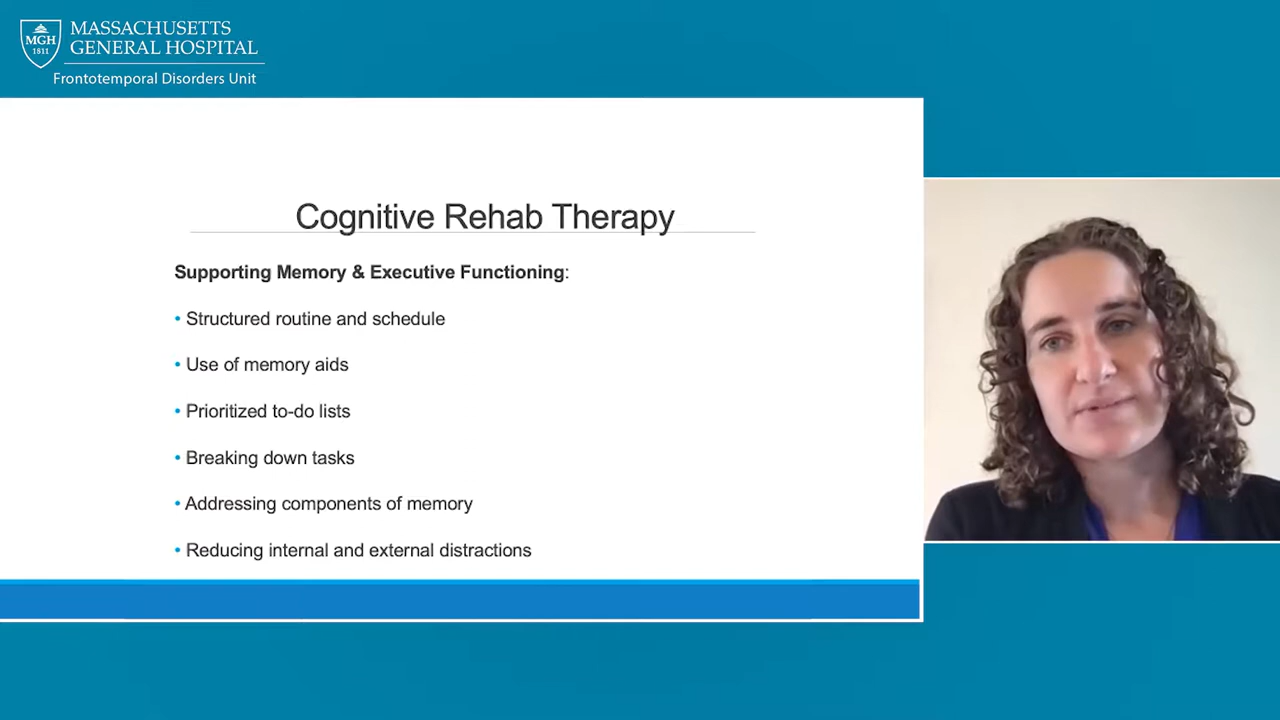 MASSACHUSETTS
GENERAL HOSPITAL
MGH
1811
Frontotemporal Disorders Unit
Cognitive Rehab Therapy
Supporting Memory & Executive Functioning:
• Structured routine and schedule
• Use of memory aids
• Prioritized to-do lists
• Breaking down tasks
• Addressing components of memory
• Reducing internal and external distractions